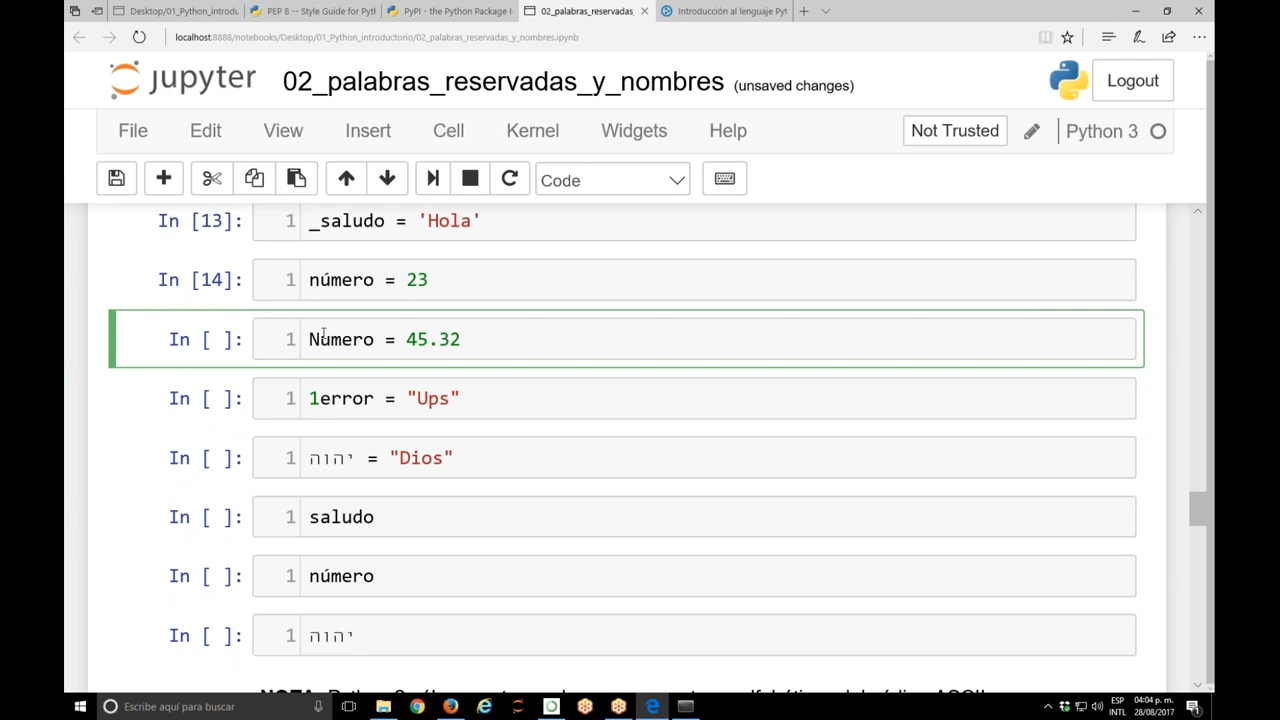 Desktop/01_Python_introdu
PEP 8 -- Style Guide for Pyth
PyPI - the Python Package I
02_palabras_reservadas_
Introducción al lenguaje Pyt
localhost:8888/notebooks/Desktop/01_Python_introductorio/02_palabras_reservadas_y_nombres.ipynb
jupyter 02_palabras_reservadas_y_nombres (unsaved changes)
Logout
File Edit View Insert Cell Kernel Widgets Help
Not Trusted
Python 3
Code
In [13]: 1 _saludo = 'Hola'
In [14]: 1 número = 23
In [ ]: 1 Número = 45.32
In [ ]: 1 1error = "Ups"
In [ ]: 1 יהוה = "Dios"
In [ ]: 1 saludo
In [ ]: 1 número
In [ ]: 1 יהוה
Escribe aquí para buscar
ESP
INTL
04:04 p. m.
28/08/2017